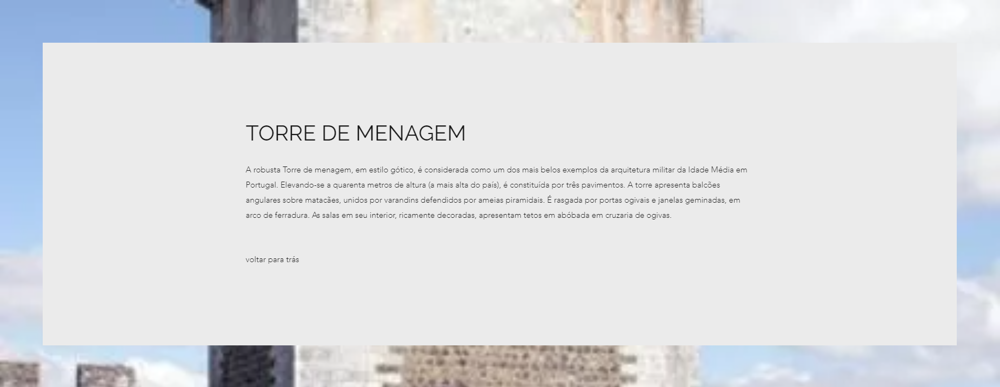 TORRE DE MENAGEM
A robusta Torre de menagem, em estilo gótico, é considerada como um dos mais belos exemplos da arquitetura militar da Idade Média em
Portugal. Elevando-se a quarenta metros de altura (a mais alta do país), é constituída por três pavimentos. A torre apresenta balcões
angulares sobre matacães, unidos por varandins defendidos por ameias piramidais. É rasgada por portas ogivais e janelas geminadas, em
arco de ferradura. As salas em seu interior, ricamente decoradas, apresentam tetos em abóbada em cruzaria de ogivas.
voltar para trás